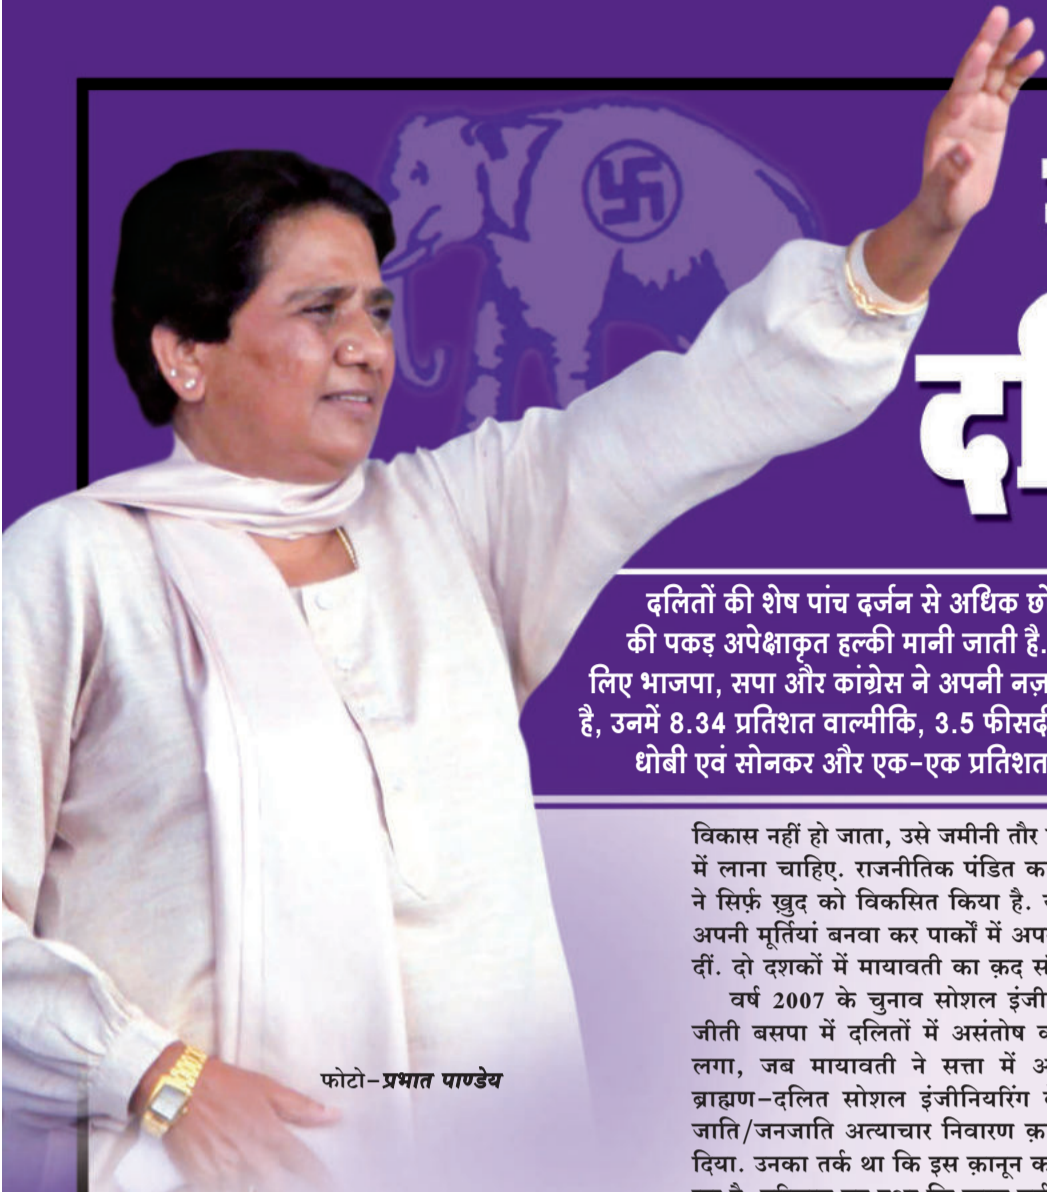 दलितों की शेष पांच दर्जन से अधिक
की पकड़ अपेक्षाकृत हल्की मानी जाती है.
लिए भाजपा, सपा और कांग्रेस ने अपनी
है, उनमें 8.34 प्रतिशत वाल्मीकि, 3.5 फीसदी
धोबी एवं सोनकर और एक-एक प्रतिशत
विकास नहीं हो जाता, उसे जमीनी तौर
में लाना चाहिए. राजनीतिक पंडित
ने सिर्फ़ ख़ुद को विकसित किया है.
अपनी मूर्तियां बनवा कर पार्कों में
दीं. दो दशकों में मायावती का क़द
वर्ष 2007 के चुनाव सोशल
जीती बसपा में दलितों में असंतोष
लगा, जब मायावती ने सत्ता में
ब्राह्मण-दलित सोशल इंजीनियरिंग
जाति/जनजाति अत्याचार निवारण
दिया. उनका तर्क था कि इस क़ानून
फोटो-प्रभात पाण्डेय